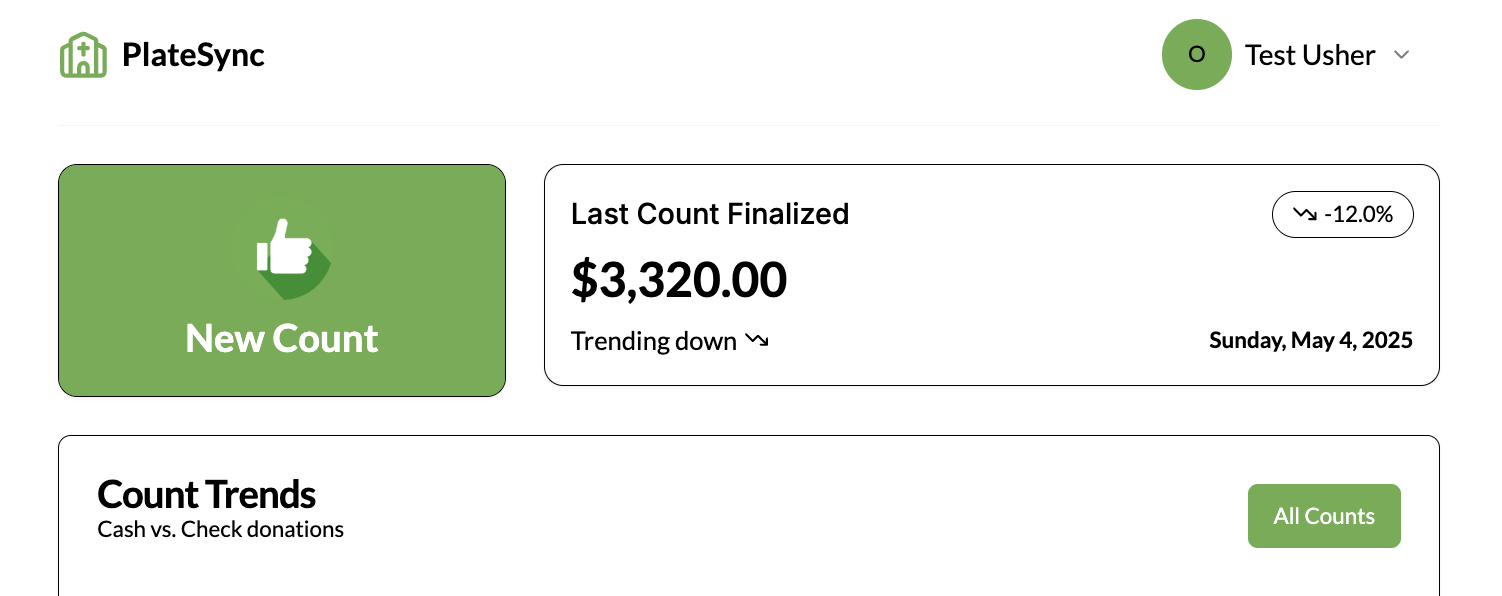 PlateSync
O
Test Usher
New Count
Last Count Finalized
-12.0%
$3,320.00
Trending down
Sunday, May 4, 2025
Count Trends
Cash vs. Check donations
All Counts